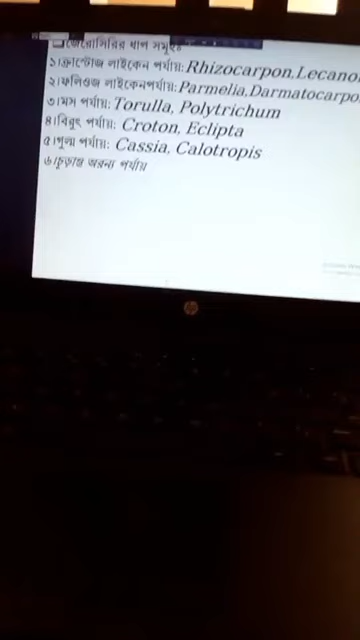 ❑জেরোসিরির ধাপ সমূহঃ
১।ক্রাস্টোজ লাইকেন পর্যায়: Rhizocarpon,Lecano
২।ফলিওজ লাইকেনপর্যায়:Parmelia,Darmatocarpo
৩।মস পর্যায়: Torulla, Polytrichum
৪।বিরুৎ পর্যায়: Croton, Eclipta
৫।গুল্ম পর্যায়: Cassia, Calotropis
৬।চূড়ান্ত অরন্য পর্যায়
hp